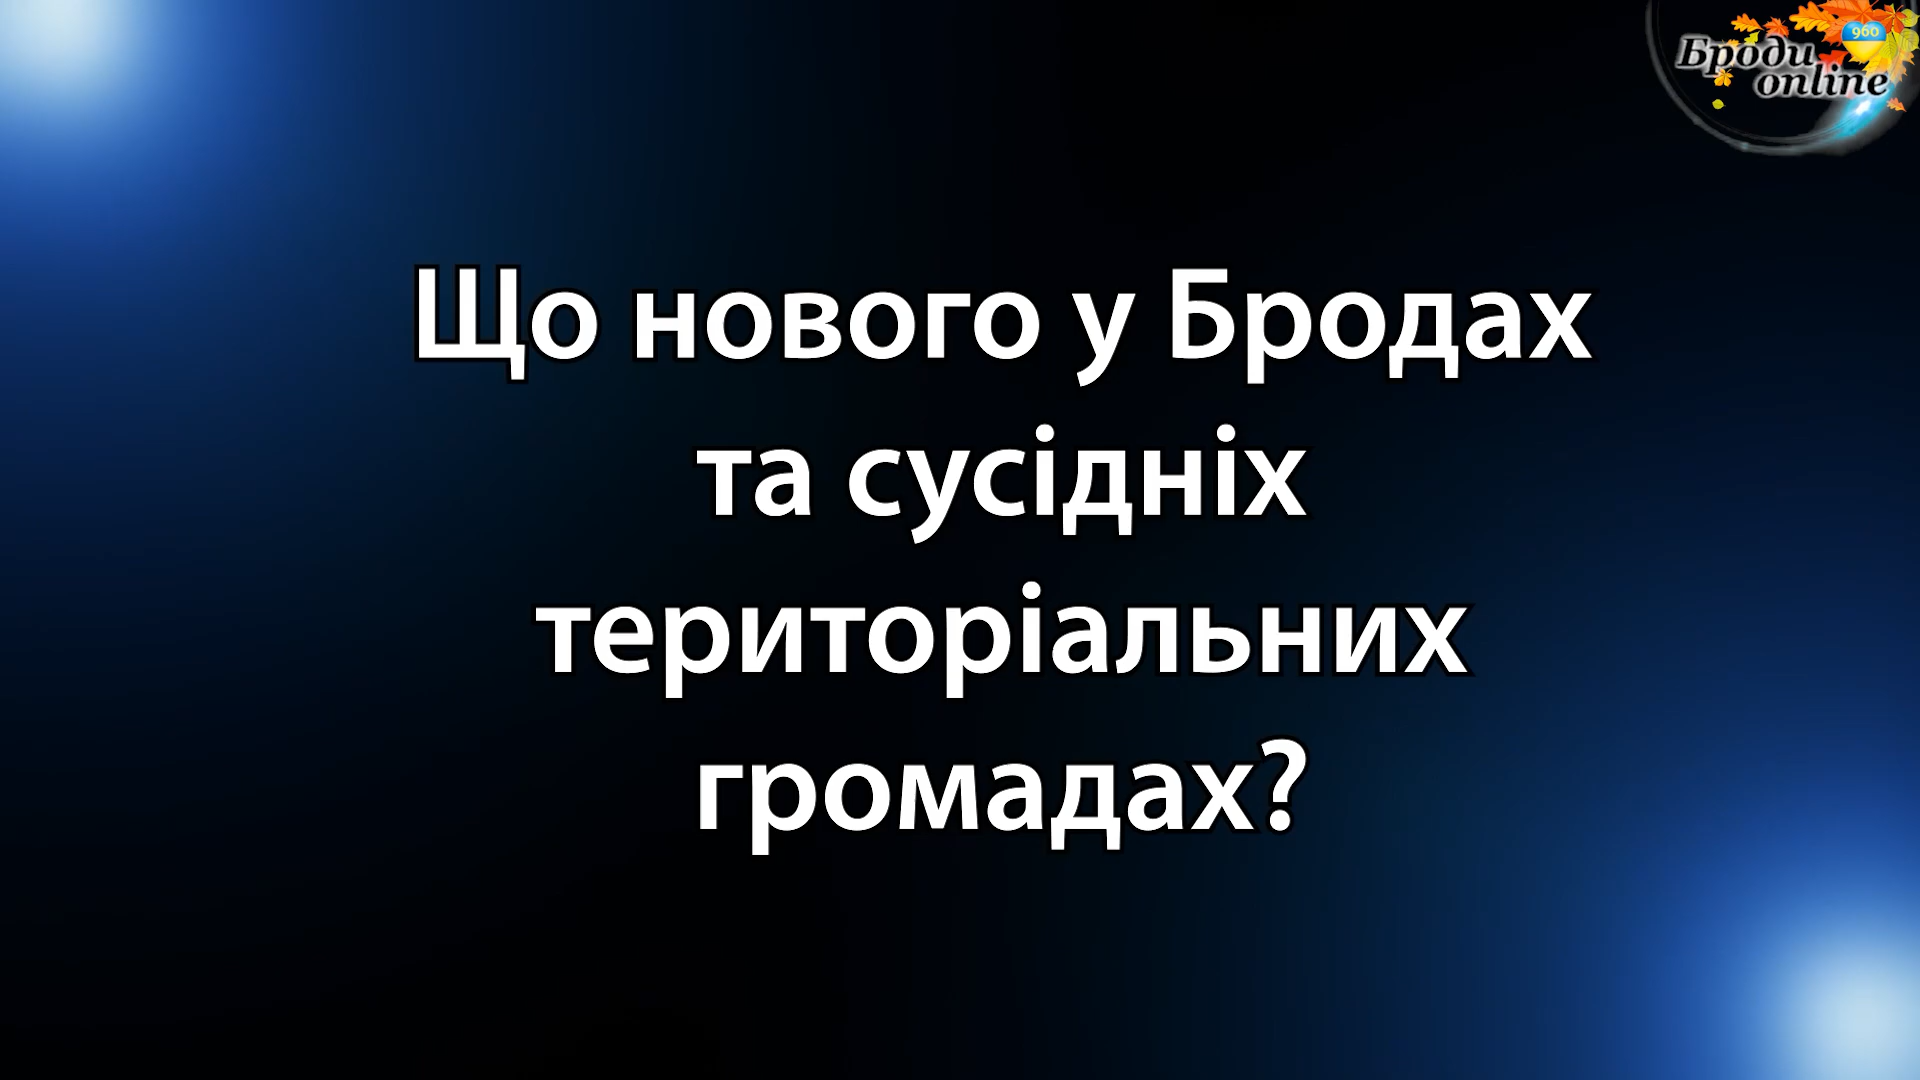 960
Броди
online
Що нового у Бродах
та сусідніх
територіальних
громадах?